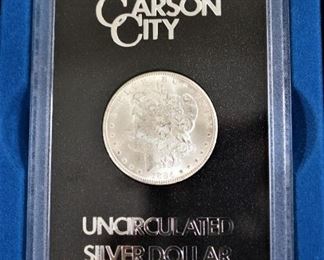 CARSON
CITY
UNCIRCULATED
SILVER DOLLAR